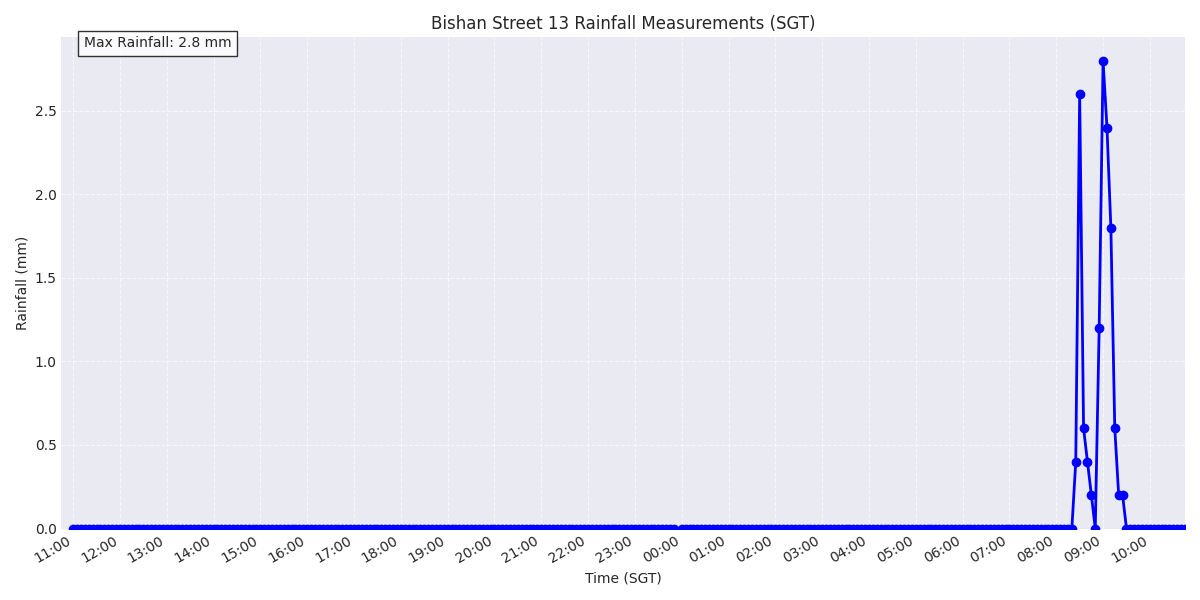 Bishan Street 13 Rainfall Measurements (SGT)
Max Rainfall: 2.8 mm
Rainfall (mm)
2.5
2.0
1.5
1.0
0.5
0.0
11:00 12:00 13:00 14:00 15:00 16:00 17:00 18:00 19:00 20:00 21:00 22:00 23:00 00:00 01:00 02:00 03:00 04:00 05:00 06:00 07:00 08:00 09:00 10:00
Time (SGT)